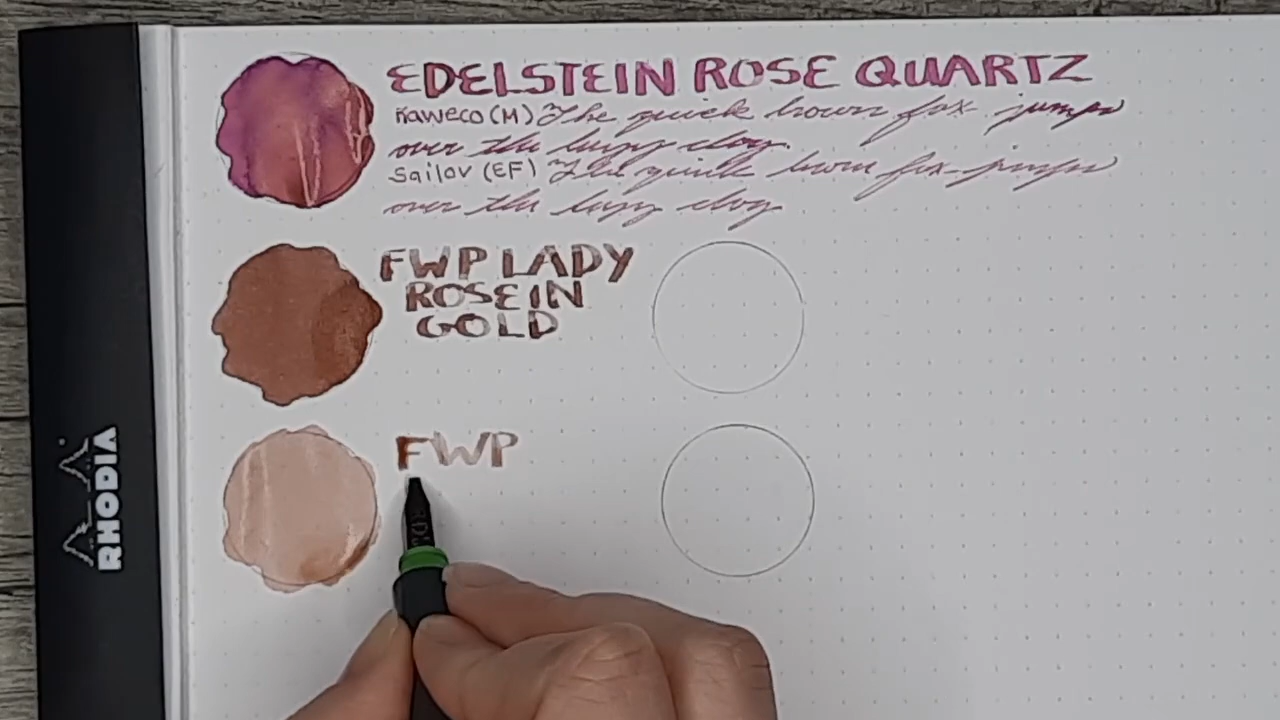 EDELSTEIN ROSE QUARTZ
Kaweco (M) The quick brown fox jumps
over the lazy dog.
Sailor (EF) The quick brown fox jumps
over the lazy dog
FWP LADY
ROSE IN
GOLD
FWP
RHODIA